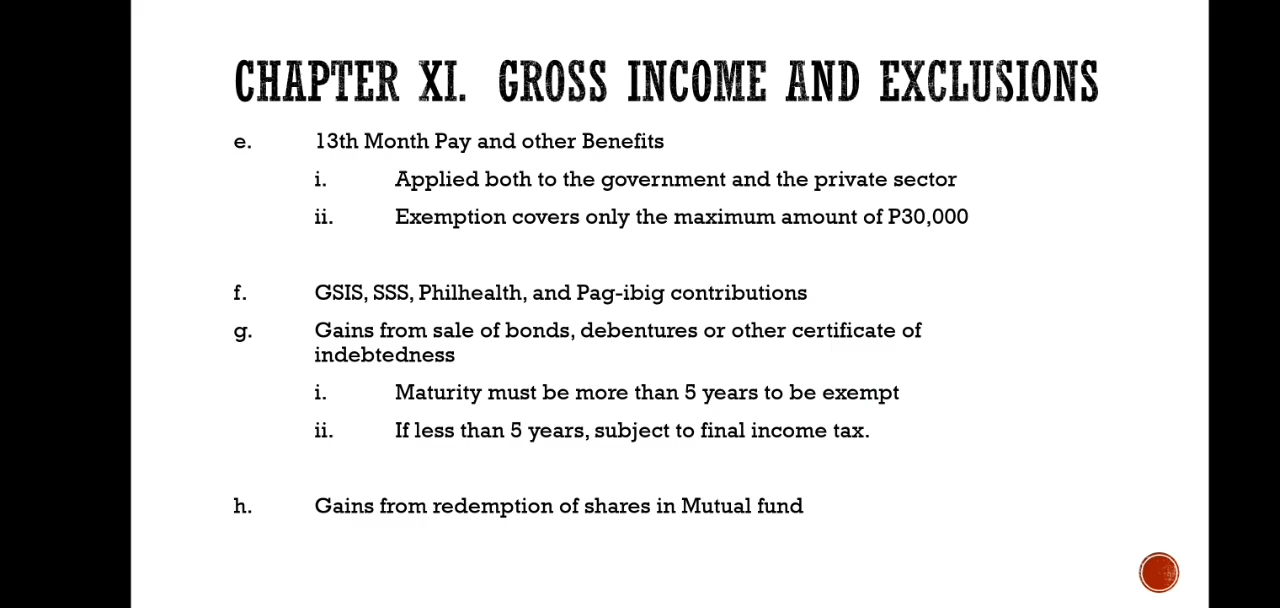 CHAPTER XI. GROSS INCOME AND EXCLUSIONS
e. 13th Month Pay and other Benefits
i. Applied both to the government and the private sector
ii. Exemption covers only the maximum amount of P30,000
f. GSIS, SSS, Philhealth, and Pag-ibig contributions
g. Gains from sale of bonds, debentures or other certificate of
indebtedness
i. Maturity must be more than 5 years to be exempt
ii. If less than 5 years, subject to final income tax.
h. Gains from redemption of shares in Mutual fund